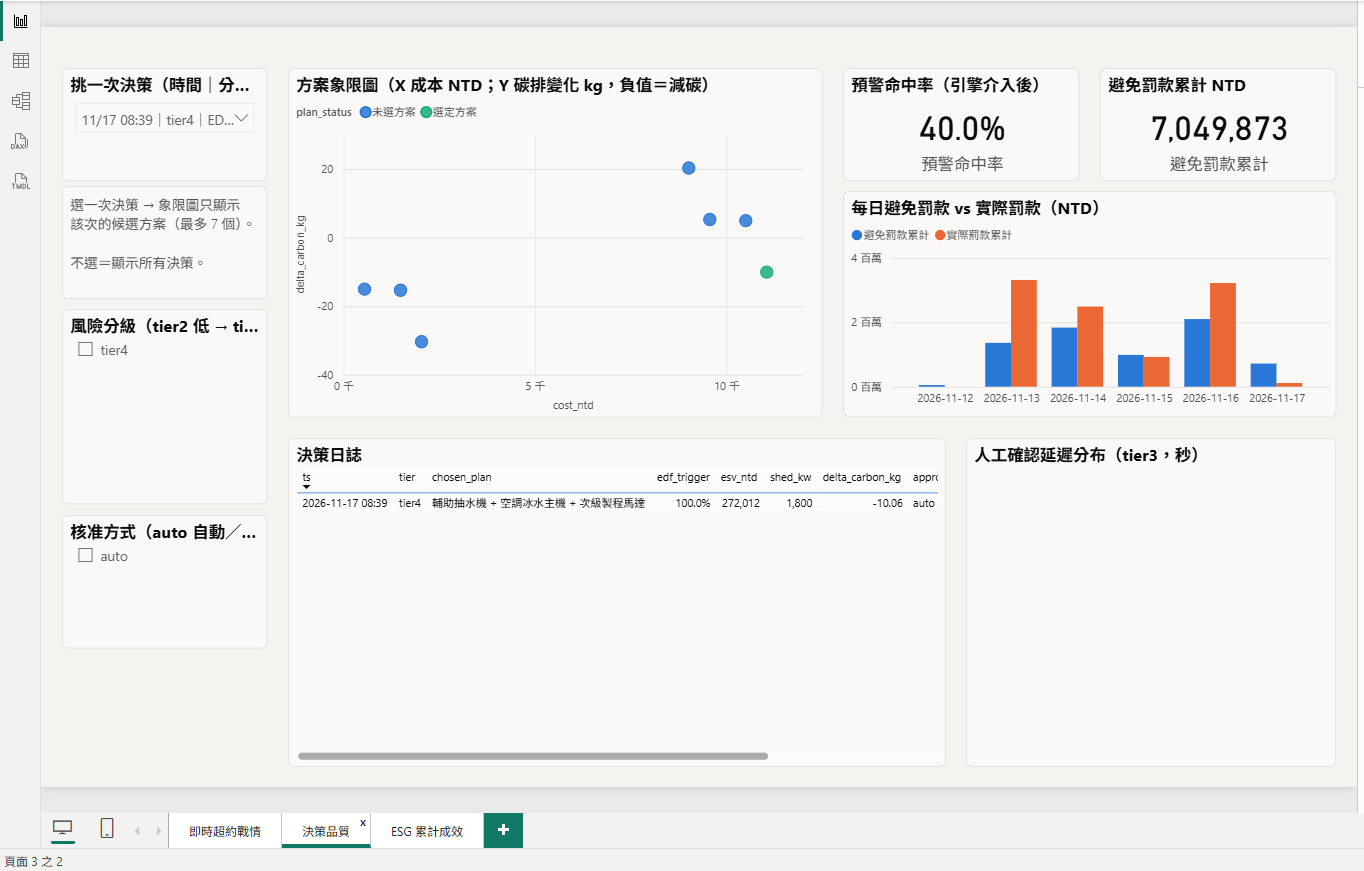 DAX
TMDL
挑一次決策（時間｜分...
11/17 08:39｜tier4｜ED...
選一次決策 → 象限圖只顯示
該次的候選方案（最多 7 個）。
不選＝顯示所有決策。
風險分級（tier2 低 → ti...
tier4
核准方式（auto 自動／...
auto
方案象限圖（X 成本 NTD；Y 碳排變化 kg，負值＝減碳）
plan_status 未選方案 選定方案
delta_carbon_kg
20
0
-20
-40
0 千 5 千 10 千
cost_ntd
預警命中率（引擎介入後）
40.0%
預警命中率
避免罰款累計 NTD
7,049,873
避免罰款累計
每日避免罰款 vs 實際罰款（NTD）
避免罰款累計 實際罰款累計
4 百萬
2 百萬
0 百萬
2026-11-12 2026-11-13 2026-11-14 2026-11-15 2026-11-16 2026-11-17
決策日誌
ts tier chosen_plan edf_trigger esv_ntd shed_kw delta_carbon_kg appro
2026-11-17 08:39 tier4 輔助抽水機 + 空調冰水主機 + 次級製程馬達 100.0% 272,012 1,800 -10.06 auto
人工確認延遲分布（tier3，秒）
即時超約戰情 決策品質 x ESG 累計成效 +
頁面 3 之 2